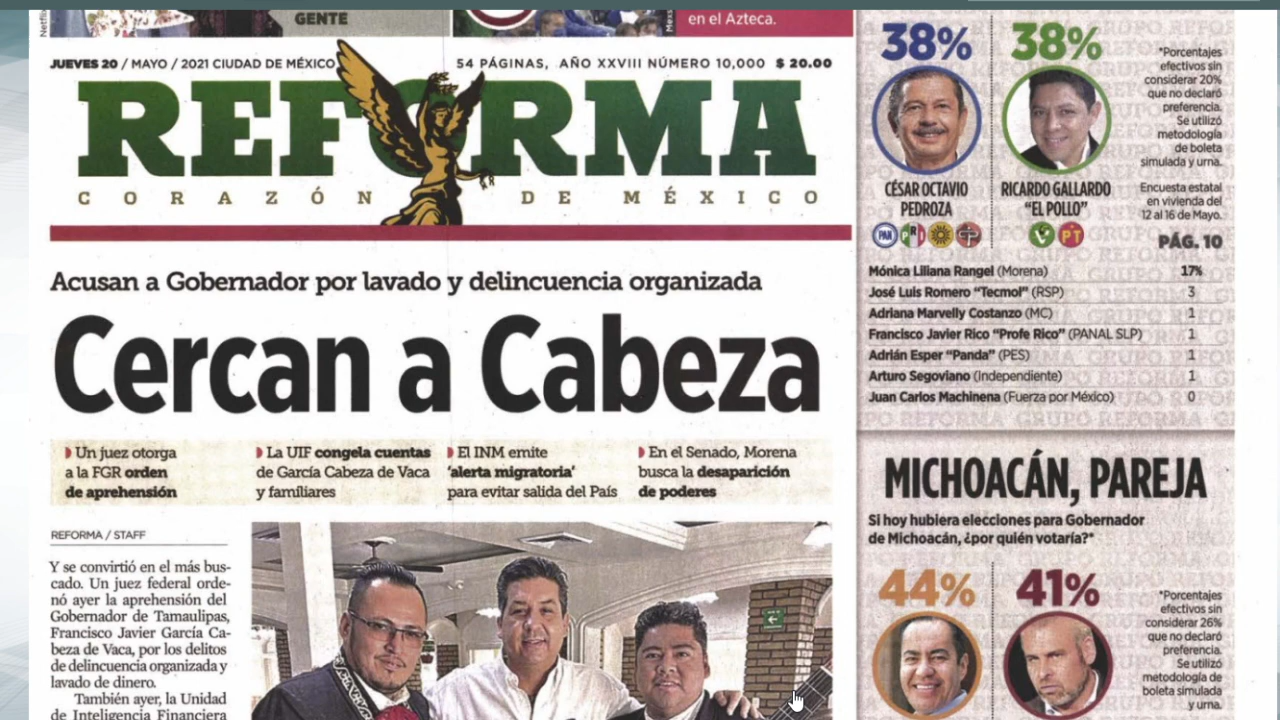 Netflix
GENTE
Mexi
en el Azteca.
JUEVES 20 / MAYO / 2021 CIUDAD DE MÉXICO
54 PÁGINAS, AÑO XXVIII NÚMERO 10,000 $ 20.00
REFORMA
CORAZÓN DE MÉXICO
Acusan a Gobernador por lavado y delincuencia organizada
Cercan a Cabeza
Un juez otorga
a la FGR orden
de aprehensión
La UIF congela cuentas
de García Cabeza de Vaca
y familiares
El INM emite
'alerta migratoria'
para evitar salida del País
En el Senado, Morena
busca la desaparición
de poderes
REFORMA / STAFF
Y se convirtió en el más bus-
cado. Un juez federal orde-
nó ayer la aprehensión del
Gobernador de Tamaulipas,
Francisco Javier García Ca-
beza de Vaca, por los delitos
de delincuencia organizada y
lavado de dinero.
También ayer, la Unidad
de Inteligencia Financiera
38%
38%
CÉSAR OCTAVIO
PEDROZA
PAN
PRI
RICARDO GALLARDO
"EL POLLO"
PT
*Porcentajes
efectivos sin
considerar 20%
que no declaró
preferencia.
Se utilizó
metodología
de boleta
simulada y urna.
Encuesta estatal
en vivienda del
12 al 16 de Mayo.
PÁG. 10
Mónica Liliana Rangel (Morena) 17%
José Luis Romero "Tecmol" (RSP) 3
Adriana Marvelly Costanzo (MC) 1
Francisco Javier Rico "Profe Rico" (PANAL SLP) 1
Adrián Esper "Panda" (PES) 1
Arturo Segoviano (Independiente) 1
Juan Carlos Machinena (Fuerza por México) 0
MICHOACÁN, PAREJA
Si hoy hubiera elecciones para Gobernador
de Michoacán, ¿por quién votaría?*
44%
41%
*Porcentajes
efectivos sin
considerar 26%
que no declaró
preferencia.
Se utilizó
metodología de
boleta simulada
y urna.